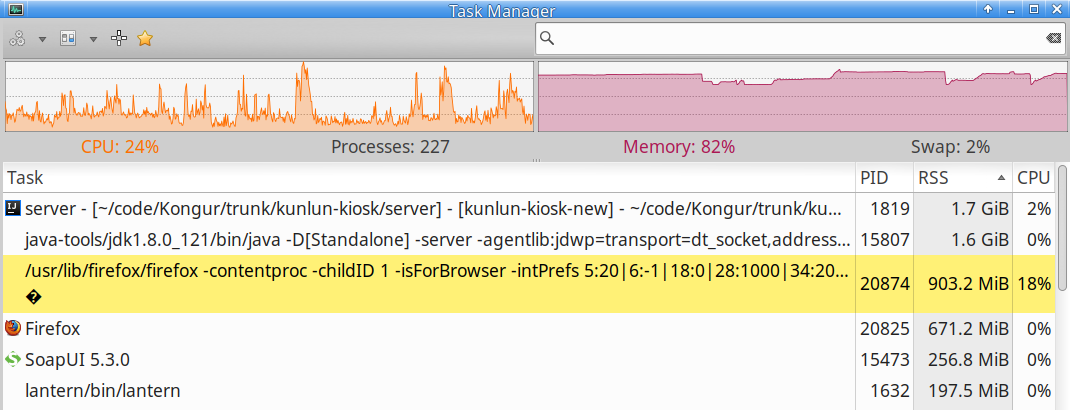 Task Manager
CPU: 24% Processes: 227 Memory: 82% Swap: 2%
Task PID RSS CPU
IJ server - [~/code/Kongur/trunk/kunlun-kiosk/server] - [kunlun-kiosk-new] - ~/code/Kongur/trunk/ku... 1819 1.7 GiB 2%
java-tools/jdk1.8.0_121/bin/java -D[Standalone] -server -agentlib:jdwp=transport=dt_socket,address... 15807 1.6 GiB 0%
/usr/lib/firefox/firefox -contentproc -childID 1 -isForBrowser -intPrefs 5:20|6:-1|18:0|28:1000|34:20... 20874 903.2 MiB 18%
�
Firefox 20825 671.2 MiB 0%
SoapUI 5.3.0 15473 256.8 MiB 0%
lantern/bin/lantern 1632 197.5 MiB 0%